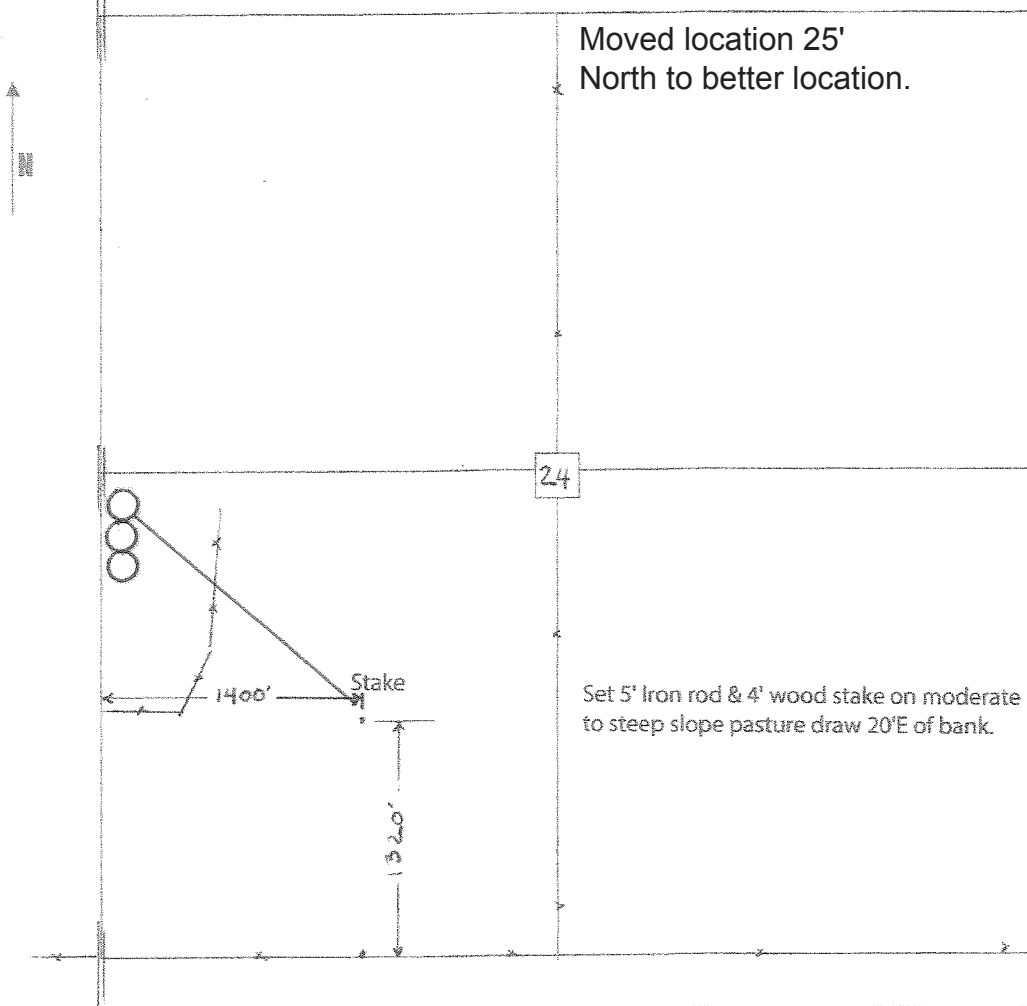 Moved location 25'
North to better location.
N
24
Stake
1400'
Set 5' Iron rod & 4' wood stake on moderate
to steep slope pasture draw 20'E of bank.
1320'